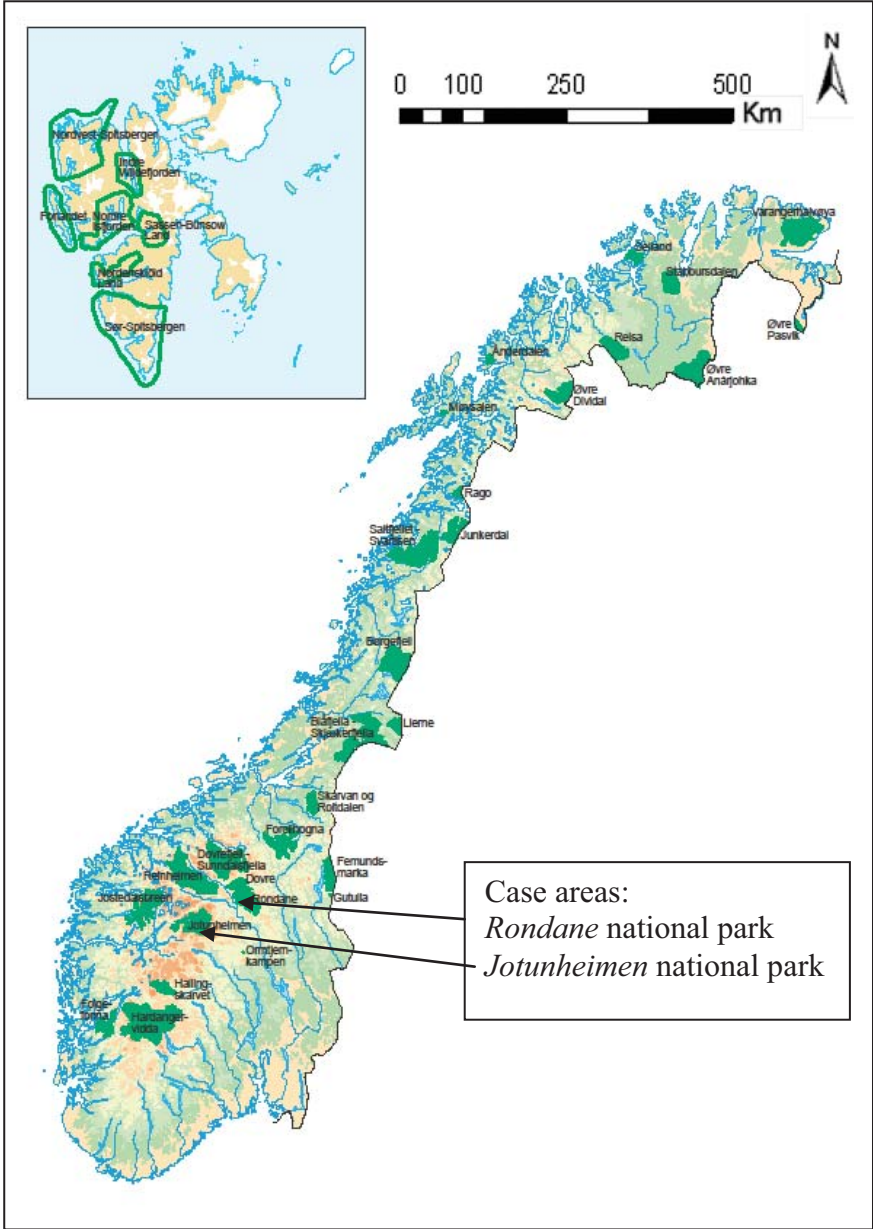 Nordvest-Spitsbergen
Indre
Wijdefjorden
Forlandet
Nordre
Isfjorden
Sassen-Bünsow
Land
Nordenskiöld
Land
Sør-Spitsbergen
0 100 250 500
Km
N
Varangerhalvøya
Seiland
Stabbursdalen
Øvre
Pasvik
Reisa
Øvre
Anárjohka
Ånderdalen
Øvre
Dividal
Møysalen
Rago
Saltfjellet -
Svartisen
Junkerdal
Børgefjell
Blåfjella -
Skjækerfjella
Lierne
Skarvan og
Roltdalen
Forollhogna
Femunds-
marka
Gutulia
Dovrefjell -
Sunndalsfjella
Dovre
Reinheimen
Rondane
Jostedalsbreen
Jotunheimen
Ormtjern-
kampen
Halling-
skarvet
Folge-
fonna
Hardanger-
vidda
Case areas:
Rondane national park
Jotunheimen national park